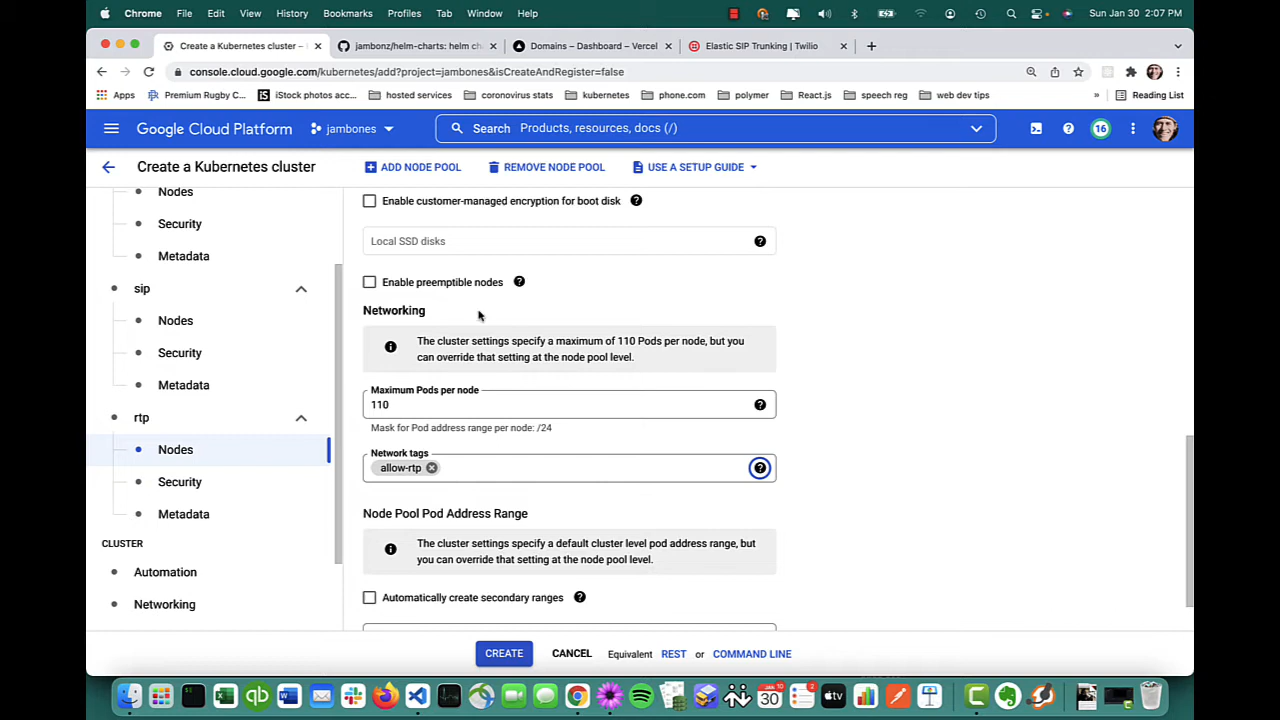 Chrome File Edit View History Bookmarks Profiles Tab Window Help Sun Jan 30 2:07 PM
Create a Kubernetes cluster – jambonz/helm-charts: helm ch Domains – Dashboard – Vercel Elastic SIP Trunking | Twilio
console.cloud.google.com/kubernetes/add?project=jambones&isCreateAndRegister=false
Apps Premium Rugby C... iStock photos acc... hosted services coronovirus stats kubernetes phone.com polymer React.js speech reg web dev tips » Reading List
Google Cloud Platform jambones Search Products, resources, docs (/) 16
Create a Kubernetes cluster ADD NODE POOL REMOVE NODE POOL USE A SETUP GUIDE
Nodes
Security
Metadata
sip
Nodes
Security
Metadata
rtp
Nodes
Security
Metadata
CLUSTER
Automation
Networking
Enable customer-managed encryption for boot disk
Local SSD disks
Enable preemptible nodes
Networking
The cluster settings specify a maximum of 110 Pods per node, but you
can override that setting at the node pool level.
Maximum Pods per node
110
Mask for Pod address range per node: /24
Network tags
allow-rtp
Node Pool Pod Address Range
The cluster settings specify a default cluster level pod address range, but
you can override that setting at the node pool level.
Automatically create secondary ranges
CREATE CANCEL Equivalent REST or COMMAND LINE